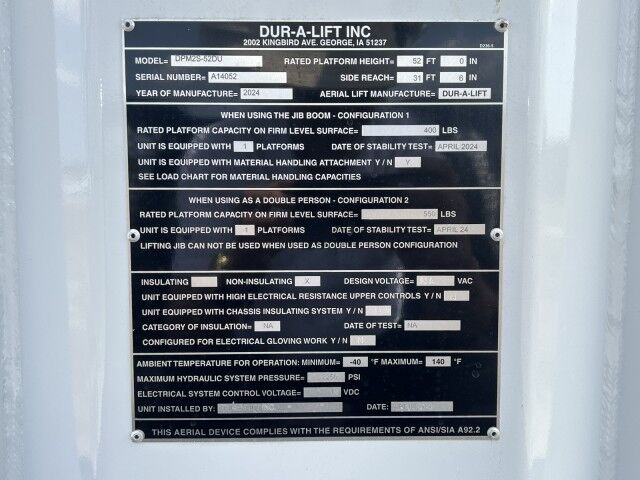 DUR-A-LIFT INC
2002 KINGBIRD AVE. GEORGE, IA 51237
D236-5
MODEL= DPM2S-52DU RATED PLATFORM HEIGHT= 52 FT 0 IN
SERIAL NUMBER= A14052 SIDE REACH= 31 FT 6 IN
YEAR OF MANUFACTURE= 2024 AERIAL LIFT MANUFACTURE= DUR-A-LIFT
WHEN USING THE JIB BOOM - CONFIGURATION 1
RATED PLATFORM CAPACITY ON FIRM LEVEL SURFACE= 400 LBS
UNIT IS EQUIPPED WITH 1 PLATFORMS DATE OF STABILITY TEST= APRIL 2024
UNIT IS EQUIPPED WITH MATERIAL HANDLING ATTACHMENT Y / N Y
SEE LOAD CHART FOR MATERIAL HANDLING CAPACITIES
WHEN USING AS A DOUBLE PERSON - CONFIGURATION 2
RATED PLATFORM CAPACITY ON FIRM LEVEL SURFACE= 550 LBS
UNIT IS EQUIPPED WITH 1 PLATFORMS DATE OF STABILITY TEST= APRIL 24
LIFTING JIB CAN NOT BE USED WHEN USED AS DOUBLE PERSON CONFIGURATION
INSULATING NON-INSULATING X DESIGN VOLTAGE= VAC
UNIT EQUIPPED WITH HIGH ELECTRICAL RESISTANCE UPPER CONTROLS Y / N
UNIT EQUIPPED WITH CHASSIS INSULATING SYSTEM Y / N
CATEGORY OF INSULATION= NA DATE OF TEST= NA
CONFIGURED FOR ELECTRICAL GLOVING WORK Y / N N
AMBIENT TEMPERATURE FOR OPERATION: MINIMUM= -40 °F MAXIMUM= 140 °F
MAXIMUM HYDRAULIC SYSTEM PRESSURE= PSI
ELECTRICAL SYSTEM CONTROL VOLTAGE= VDC
UNIT INSTALLED BY: DATE:
THIS AERIAL DEVICE COMPLIES WITH THE REQUIREMENTS OF ANSI/SIA A92.2